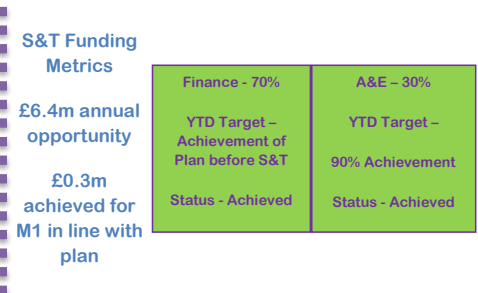 S&T Funding
Metrics
£6.4m annual
opportunity
£0.3m
achieved for
M1 in line with
plan
Finance - 70%
YTD Target –
Achievement of
Plan before S&T
Status - Achieved
A&E – 30%
YTD Target –
90% Achievement
Status - Achieved